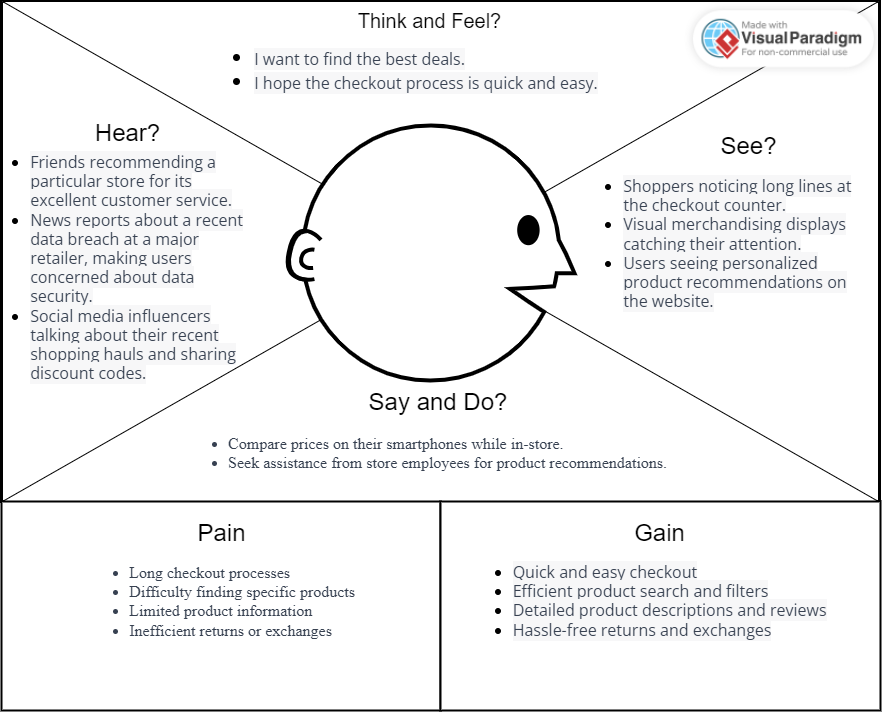 Think and Feel?
I want to find the best deals.
I hope the checkout process is quick and easy.
Made with
Visual Paradigm
For non-commercial use
Hear?
Friends recommending a
particular store for its
excellent customer service.
News reports about a recent
data breach at a major
retailer, making users
concerned about data
security.
Social media influencers
talking about their recent
shopping hauls and sharing
discount codes.
See?
Shoppers noticing long lines at
the checkout counter.
Visual merchandising displays
catching their attention.
Users seeing personalized
product recommendations on
the website.
Say and Do?
Compare prices on their smartphones while in-store.
Seek assistance from store employees for product recommendations.
Pain
Long checkout processes
Difficulty finding specific products
Limited product information
Inefficient returns or exchanges
Gain
Quick and easy checkout
Efficient product search and filters
Detailed product descriptions and reviews
Hassle-free returns and exchanges